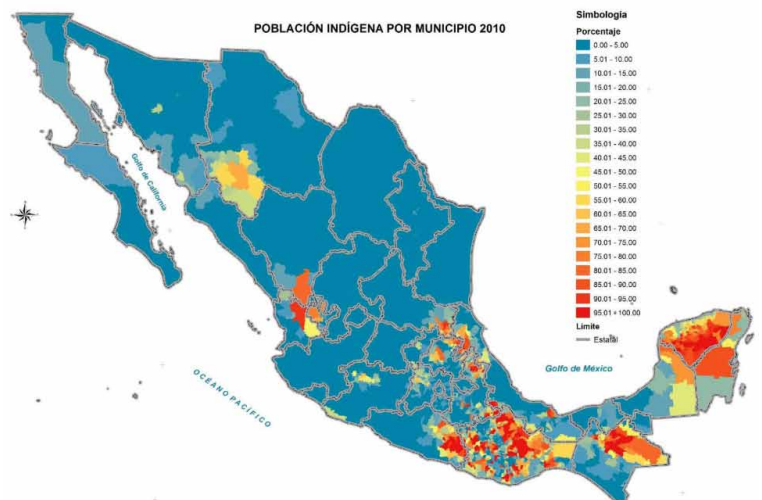 POBLACIÓN INDÍGENA POR MUNICIPIO 2010
Simbología
Porcentaje
0.00 - 5.00
5.01 - 10.00
10.01 - 15.00
15.01 - 20.00
20.01 - 25.00
25.01 - 30.00
30.01 - 35.00
35.01 - 40.00
40.01 - 45.00
45.01 - 50.00
50.01 - 55.00
55.01 - 60.00
60.01 - 65.00
65.01 - 70.00
70.01 - 75.00
75.01 - 80.00
80.01 - 85.00
85.01 - 90.00
90.01 - 95.00
95.01 - 100.00
Límite
Estatal
Golfo de California
Golfo de México
OCÉANO PACÍFICO